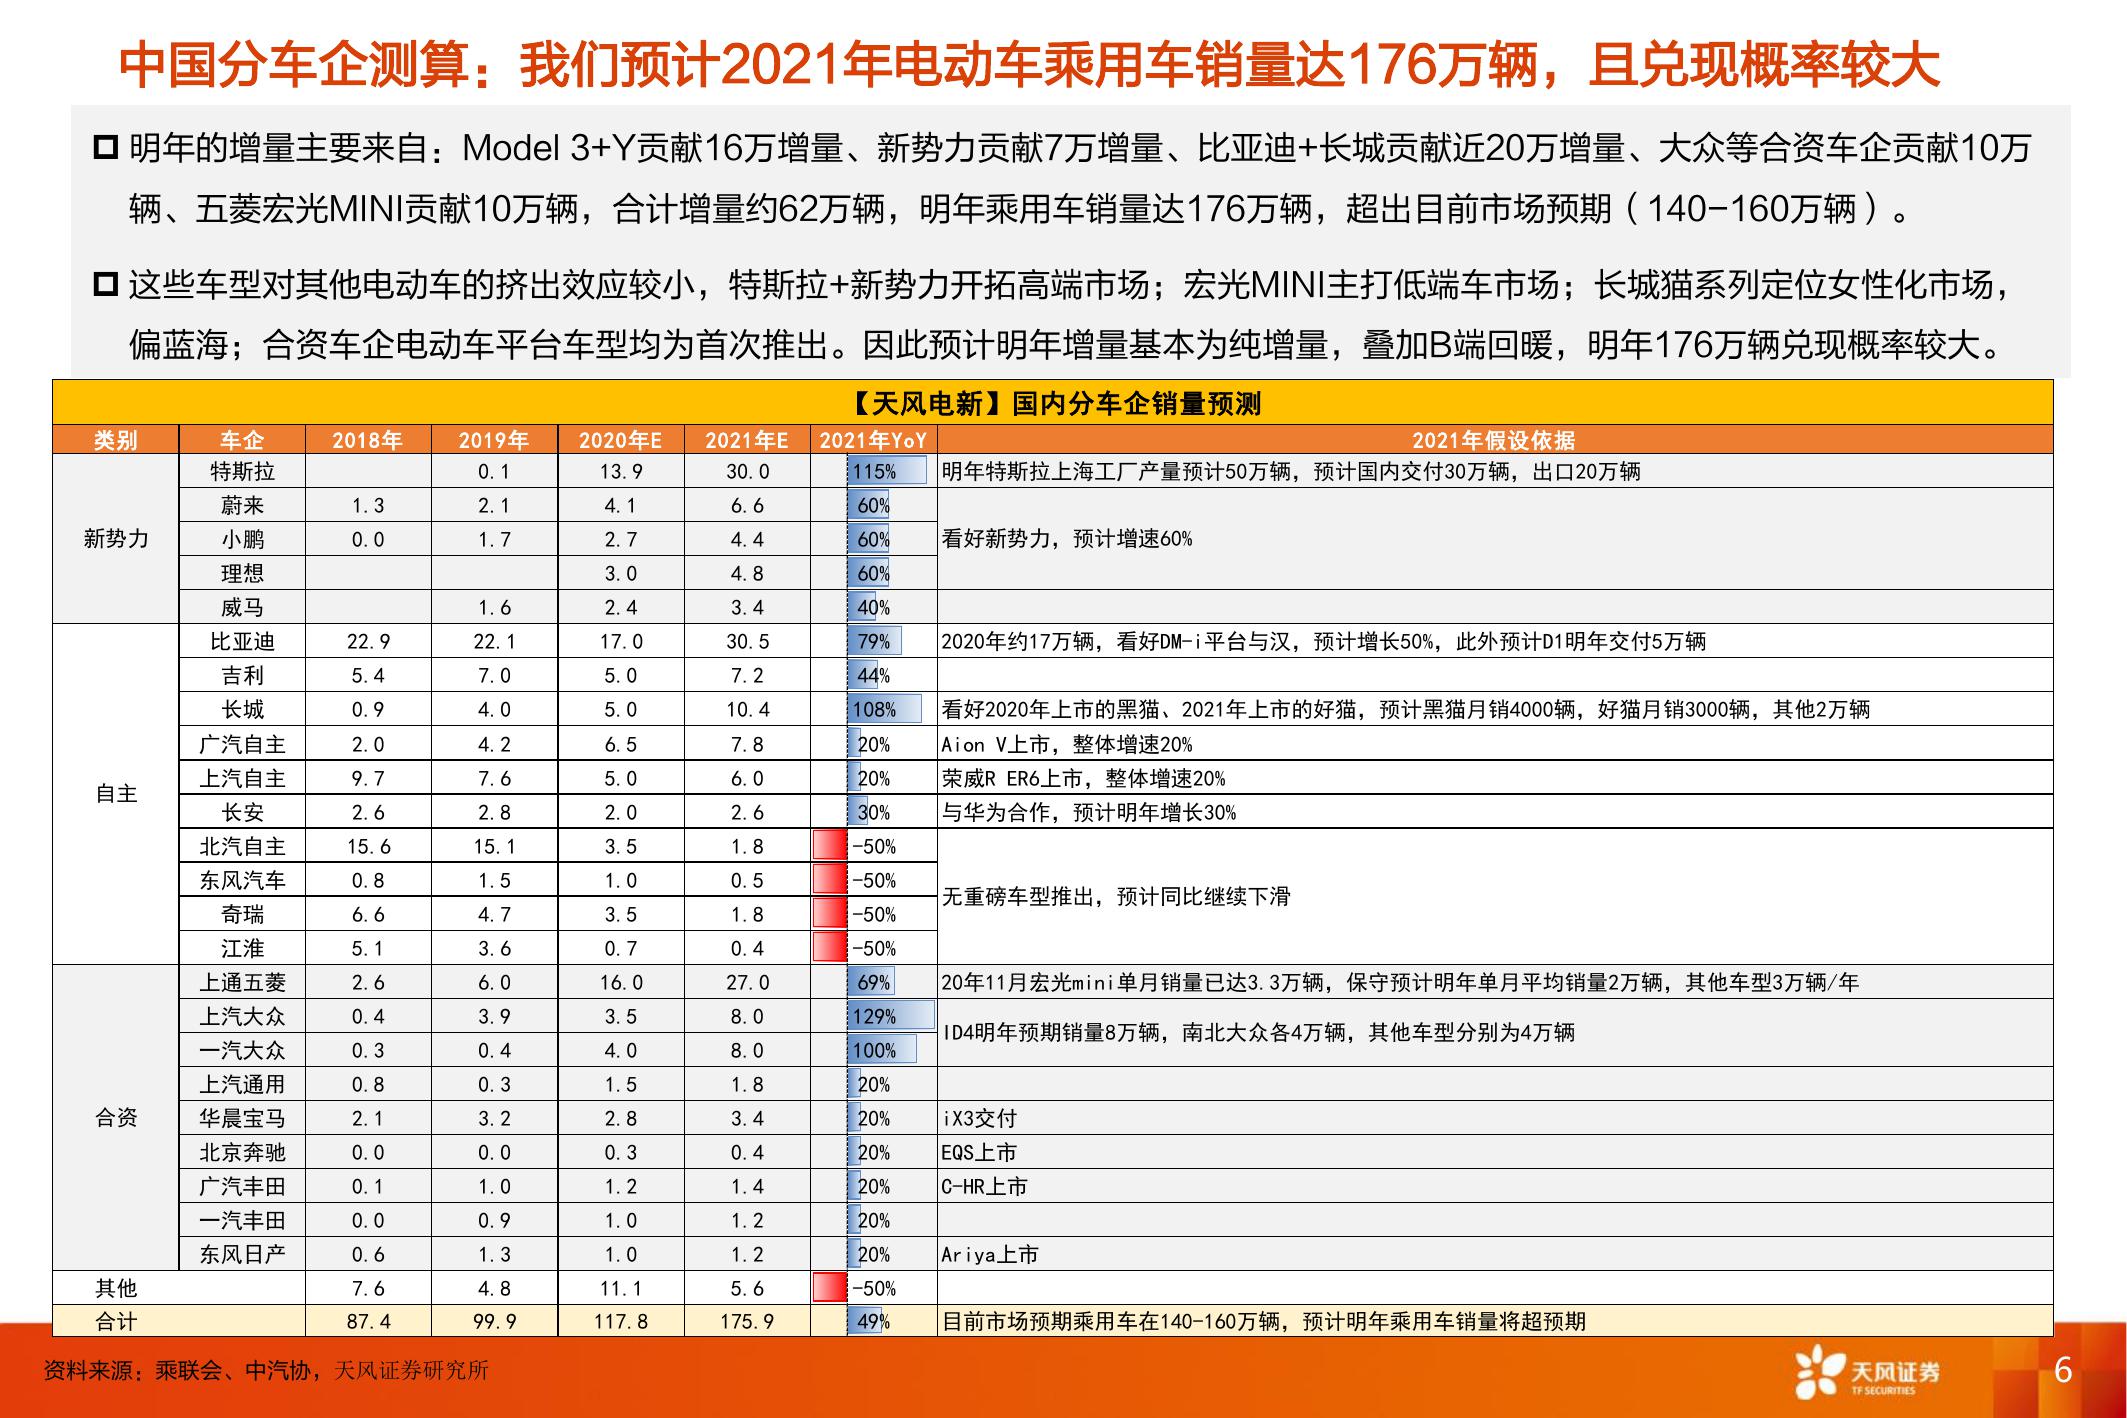 中国分车企测算：我们预计2021年电动车乘用车销量达176万辆，且兑现概率较大
明年的增量主要来自：Model 3+Y贡献16万增量、新势力贡献7万增量、比亚迪+长城贡献近20万增量、大众等合资车企贡献10万
辆、五菱宏光MINI贡献10万辆，合计增量约62万辆，明年乘用车销量达176万辆，超出目前市场预期（140-160万辆）。
这些车型对其他电动车的挤出效应较小，特斯拉+新势力开拓高端市场；宏光MINI主打低端车市场；长城猫系列定位女性化市场，
偏蓝海；合资车企电动车平台车型均为首次推出。因此预计明年增量基本为纯增量，叠加B端回暖，明年176万辆兑现概率较大。
【天风电新】国内分车企销量预测
类别 车企 2018年 2019年 2020年E 2021年E 2021年YoY 2021年假设依据
新势力
特斯拉 0.1 13.9 30.0 115% 明年特斯拉上海工厂产量预计50万辆，预计国内交付30万辆，出口20万辆
蔚来 1.3 2.1 4.1 6.6 60%
小鹏 0.0 1.7 2.7 4.4 60% 看好新势力，预计增速60%
理想 3.0 4.8 60%
威马 1.6 2.4 3.4 40%
自主
比亚迪 22.9 22.1 17.0 30.5 79% 2020年约17万辆，看好DM-i平台与汉，预计增长50%，此外预计D1明年交付5万辆
吉利 5.4 7.0 5.0 7.2 44%
长城 0.9 4.0 5.0 10.4 108% 看好2020年上市的黑猫、2021年上市的好猫，预计黑猫月销4000辆，好猫月销3000辆，其他2万辆
广汽自主 2.0 4.2 6.5 7.8 20% Aion V上市，整体增速20%
上汽自主 9.7 7.6 5.0 6.0 20% 荣威R ER6上市，整体增速20%
长安 2.6 2.8 2.0 2.6 30% 与华为合作，预计明年增长30%
北汽自主 15.6 15.1 3.5 1.8 -50%
东风汽车 0.8 1.5 1.0 0.5 -50%
无重磅车型推出，预计同比继续下滑
奇瑞 6.6 4.7 3.5 1.8 -50%
江淮 5.1 3.6 0.7 0.4 -50%
合资
上通五菱 2.6 6.0 16.0 27.0 69% 20年11月宏光mini单月销量已达3.3万辆，保守预计明年单月平均销量2万辆，其他车型3万辆/年
上汽大众 0.4 3.9 3.5 8.0 129%
ID4明年预期销量8万辆，南北大众各4万辆，其他车型分别为4万辆
一汽大众 0.3 0.4 4.0 8.0 100%
上汽通用 0.8 0.3 1.5 1.8 20%
华晨宝马 2.1 3.2 2.8 3.4 20% iX3交付
北京奔驰 0.0 0.0 0.3 0.4 20% EQS上市
广汽丰田 0.1 1.0 1.2 1.4 20% C-HR上市
一汽丰田 0.0 0.9 1.0 1.2 20%
东风日产 0.6 1.3 1.0 1.2 20% Ariya上市
其他 7.6 4.8 11.1 5.6 -50%
合计 87.4 99.9 117.8 175.9 49% 目前市场预期乘用车在140-160万辆，预计明年乘用车销量将超预期
资料来源：乘联会、中汽协，天风证券研究所
天风证券
TF SECURITIES
6